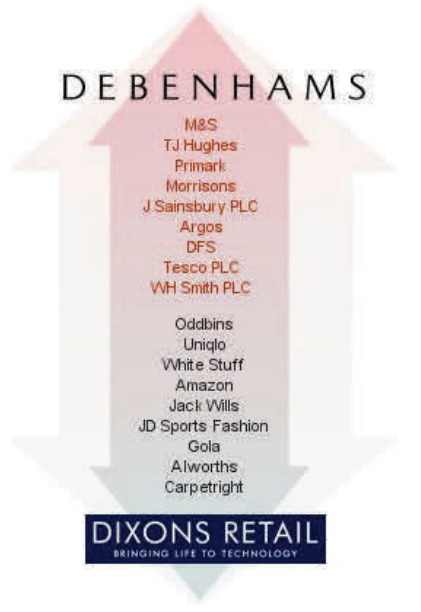 DEBENHAMS
M&S
TJ Hughes
Primark
Morrisons
J Sainsbury PLC
Argos
DFS
Tesco PLC
WH Smith PLC
Oddbins
Uniqlo
White Stuff
Amazon
Jack Wills
JD Sports Fashion
Gola
Alworths
Carpetright
DIXONS RETAIL
BRINGING LIFE TO TECHNOLOGY